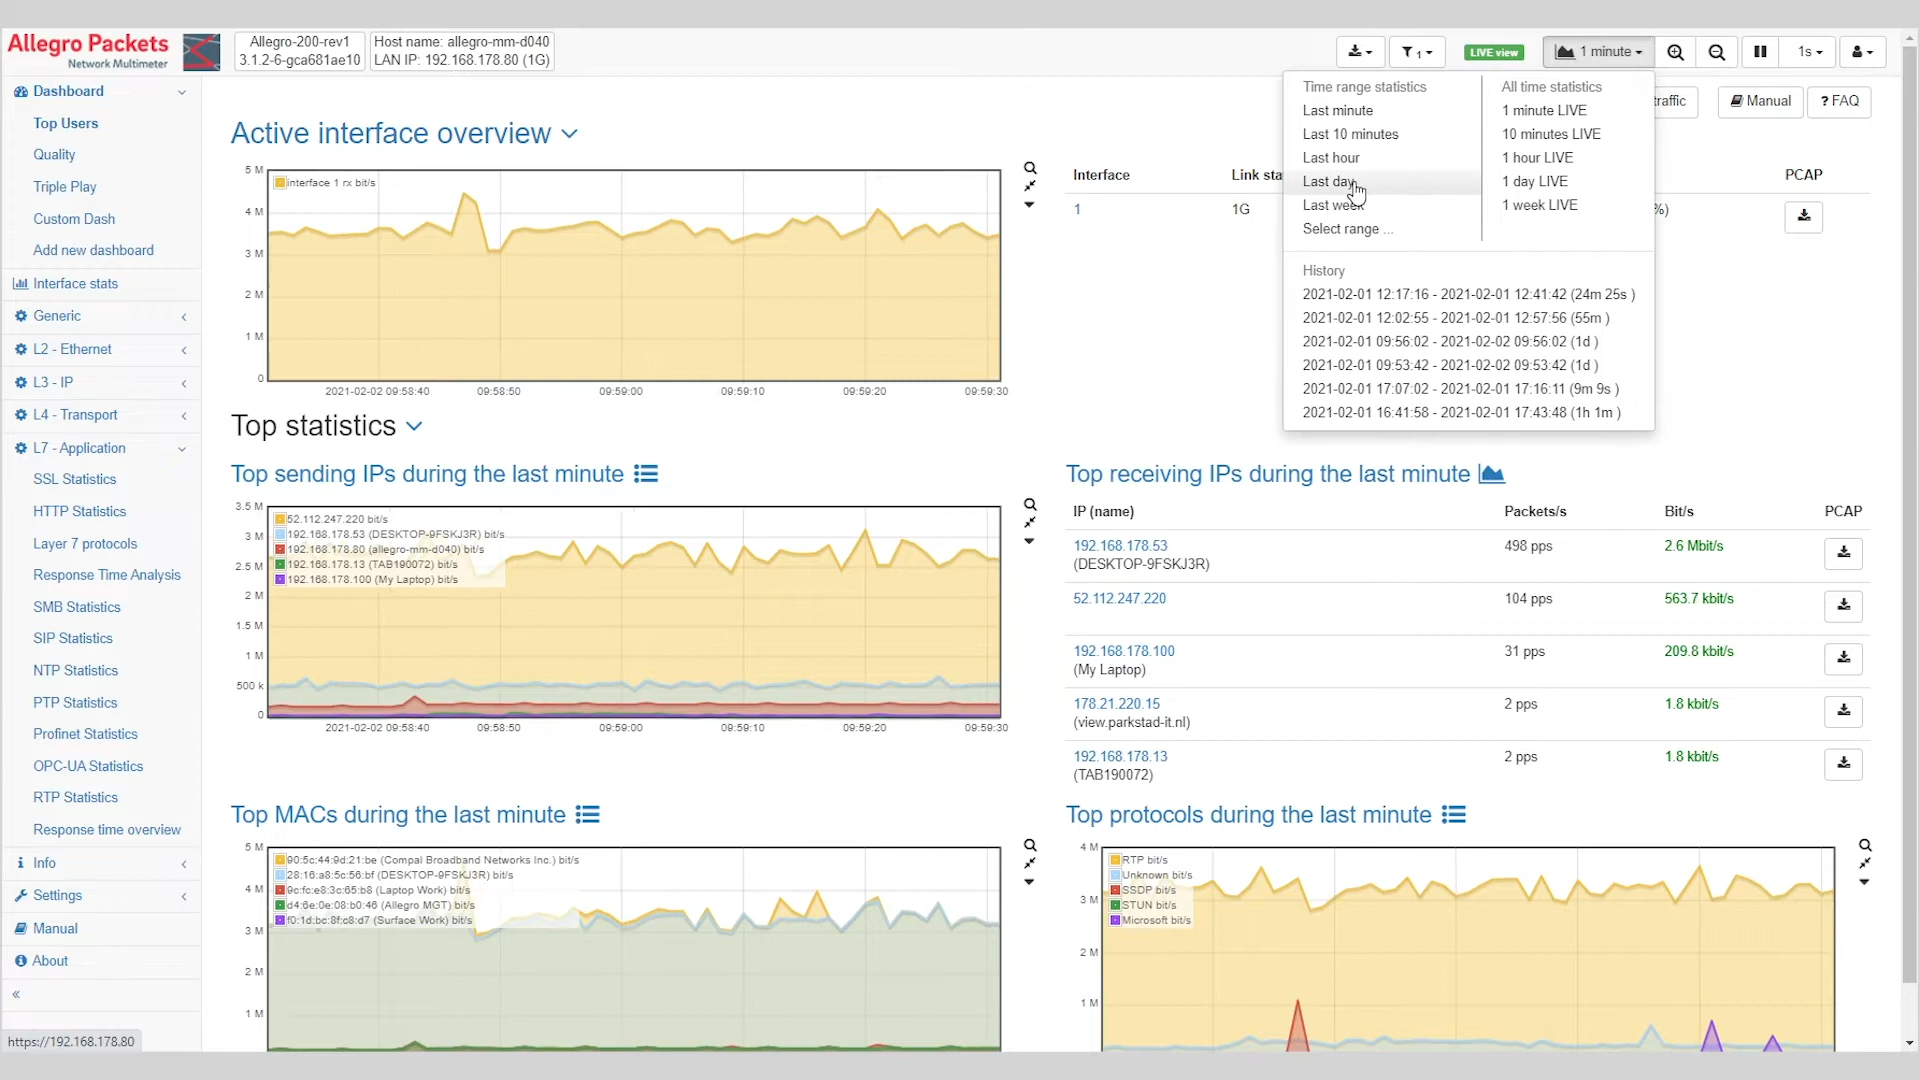 Allegro Packets
Network Multimeter
Allegro-200-rev1
3.1.2-6-gca681ae10
Host name: allegro-mm-d040
LAN IP: 192.168.178.80 (1G)
1
LIVE view
1 minute
1s
Dashboard
Top Users
Quality
Triple Play
Custom Dash
Add new dashboard
Interface stats
Generic
L2 - Ethernet
L3 - IP
L4 - Transport
L7 - Application
SSL Statistics
HTTP Statistics
Layer 7 protocols
Response Time Analysis
SMB Statistics
SIP Statistics
NTP Statistics
PTP Statistics
Profinet Statistics
OPC-UA Statistics
RTP Statistics
Response time overview
Info
Settings
Manual
About
«
https://192.168.178.80
Time range statistics
Last minute
Last 10 minutes
Last hour
Last day
Last week
Select range ...
All time statistics
1 minute LIVE
10 minutes LIVE
1 hour LIVE
1 day LIVE
1 week LIVE
History
2021-02-01 12:17:16 - 2021-02-01 12:41:42 (24m 25s )
2021-02-01 12:02:55 - 2021-02-01 12:57:56 (55m )
2021-02-01 09:56:02 - 2021-02-02 09:56:02 (1d )
2021-02-01 09:53:42 - 2021-02-02 09:53:42 (1d )
2021-02-01 17:07:02 - 2021-02-01 17:16:11 (9m 9s )
2021-02-01 16:41:58 - 2021-02-01 17:43:48 (1h 1m )
traffic
Manual
? FAQ
Active interface overview
interface 1 rx bit/s
5 M
4 M
3 M
2 M
1 M
0
2021-02-02 09:58:40 09:58:50 09:59:00 09:59:10 09:59:20 09:59:30
Interface Link sta PCAP
1 1G %)
Top statistics
Top sending IPs during the last minute
52.112.247.220 bit/s
192.168.178.53 (DESKTOP-9FSKJ3R) bit/s
192.168.178.80 (allegro-mm-d040) bit/s
192.168.178.13 (TAB190072) bit/s
192.168.178.100 (My Laptop) bit/s
3.5 M
3 M
2.5 M
2 M
1.5 M
1 M
500 k
0
2021-02-02 09:58:40 09:58:50 09:59:00 09:59:10 09:59:20 09:59:30
Top receiving IPs during the last minute
IP (name) Packets/s Bit/s PCAP
192.168.178.53 498 pps 2.6 Mbit/s
(DESKTOP-9FSKJ3R)
52.112.247.220 104 pps 563.7 kbit/s
192.168.178.100 31 pps 209.8 kbit/s
(My Laptop)
178.21.220.15 2 pps 1.8 kbit/s
(view.parkstad-it.nl)
192.168.178.13 2 pps 1.8 kbit/s
(TAB190072)
Top MACs during the last minute
90:5c:44:9d:21:be (Compal Broadband Networks Inc.) bit/s
28:16:a8:5c:56:bf (DESKTOP-9FSKJ3R) bit/s
9c:fc:e8:3c:65:b8 (Laptop Work) bit/s
d4:6e:0e:08:b0:46 (Allegro MGT) bit/s
f0:1d:bc:8f:c8:d7 (Surface Work) bit/s
5 M
4 M
3 M
2 M
1 M
Top protocols during the last minute
RTP bit/s
Unknown bit/s
SSDP bit/s
STUN bit/s
Microsoft bit/s
4 M
3 M
2 M
1 M